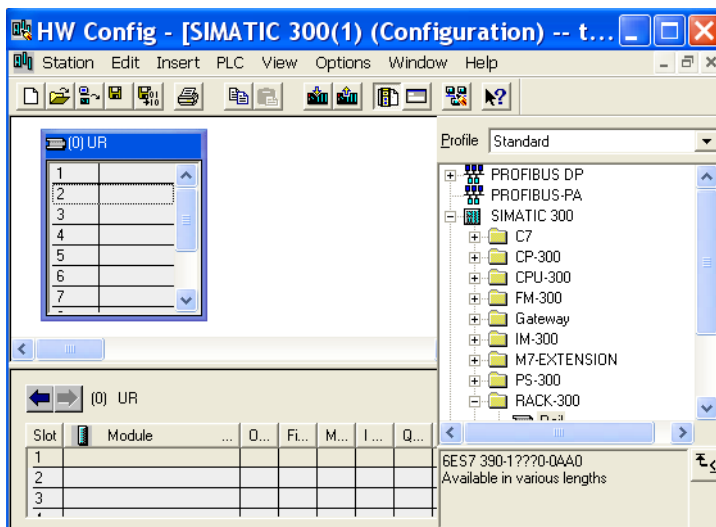 HW Config - [SIMATIC 300(1) (Configuration) -- t...
Station Edit Insert PLC View Options Window Help
(0) UR
1
2
3
4
5
6
7
Profile Standard
PROFIBUS DP
PROFIBUS-PA
SIMATIC 300
C7
CP-300
CPU-300
FM-300
Gateway
IM-300
M7-EXTENSION
PS-300
RACK-300
(0) UR
Slot Module ... O... Fi... M... I ... Q...
1
2
3
6ES7 390-1???0-0AA0
Available in various lengths